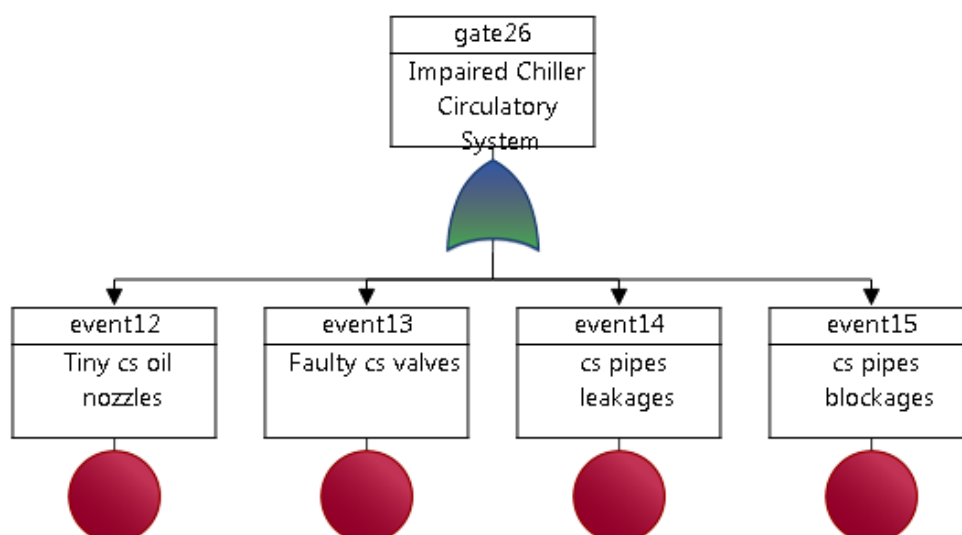 gate26
Impaired Chiller
Circulatory
System
event12
Tiny cs oil
nozzles
event13
Faulty cs valves
event14
cs pipes
leakages
event15
cs pipes
blockages